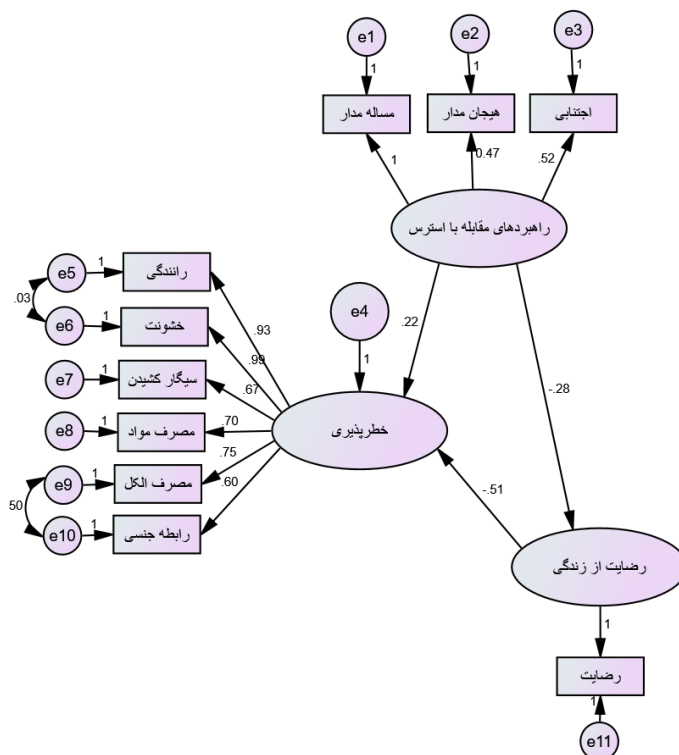 e1
e2
e3
1
1
1
مساله مدار
هیجان مدار
اجتنابی
1
0.47
.52
راهبردهای مقابله با استرس
e5
1
رانندگی
.03
e6
1
خشونت
e4
1
.22
.93
.99
e7
1
سیگار کشیدن
.67
-.28
e8
1
مصرف مواد
.70
خطرپذیری
.75
e9
1
مصرف الکل
.60
50
e10
1
رابطه جنسی
-.51
رضایت از زندگی
1
رضایت
1
e11